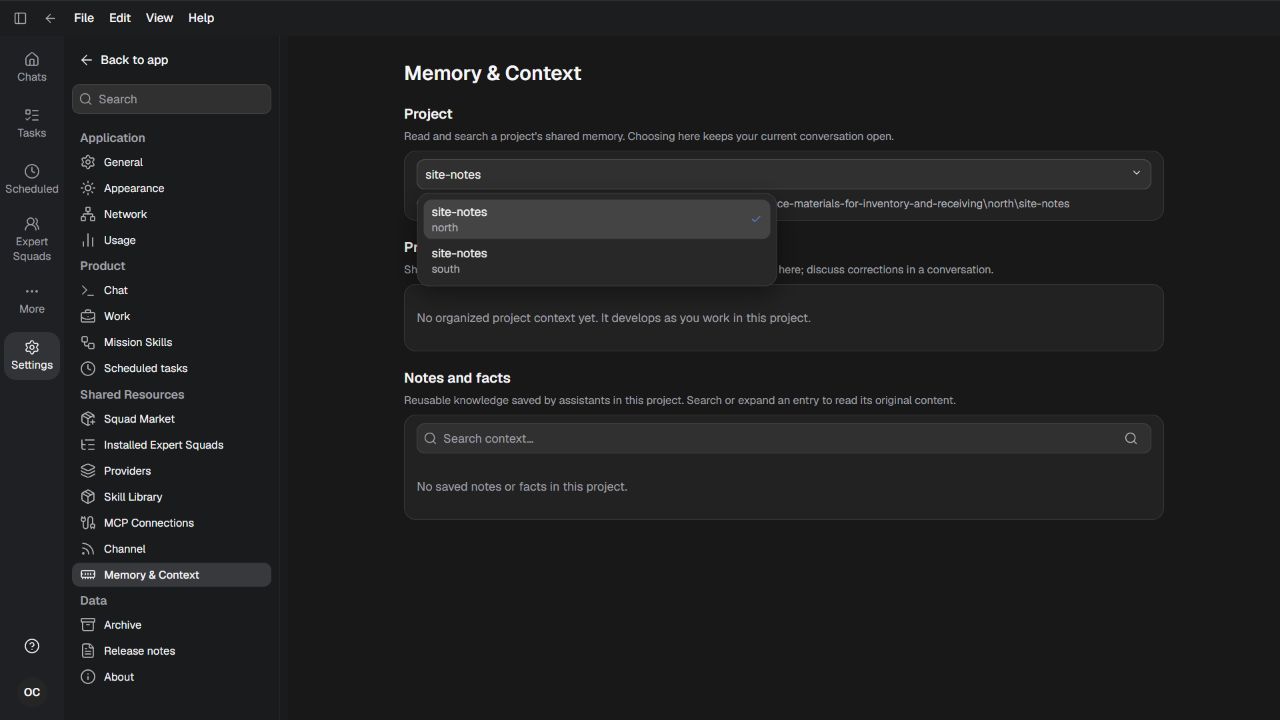 File Edit View Help
Chats
Tasks
Scheduled
Expert
Squads
More
Settings
OC
Back to app
Search
Application
General
Appearance
Network
Usage
Product
Chat
Work
Mission Skills
Scheduled tasks
Shared Resources
Squad Market
Installed Expert Squads
Providers
Skill Library
MCP Connections
Channel
Memory & Context
Data
Archive
Release notes
About
Memory & Context
Project
Read and search a project's shared memory. Choosing here keeps your current conversation open.
site-notes
site-notes
north
site-notes
south
ce-materials-for-inventory-and-receiving\north\site-notes
Pr
Sh
here; discuss corrections in a conversation.
No organized project context yet. It develops as you work in this project.
Notes and facts
Reusable knowledge saved by assistants in this project. Search or expand an entry to read its original content.
Search context...
No saved notes or facts in this project.